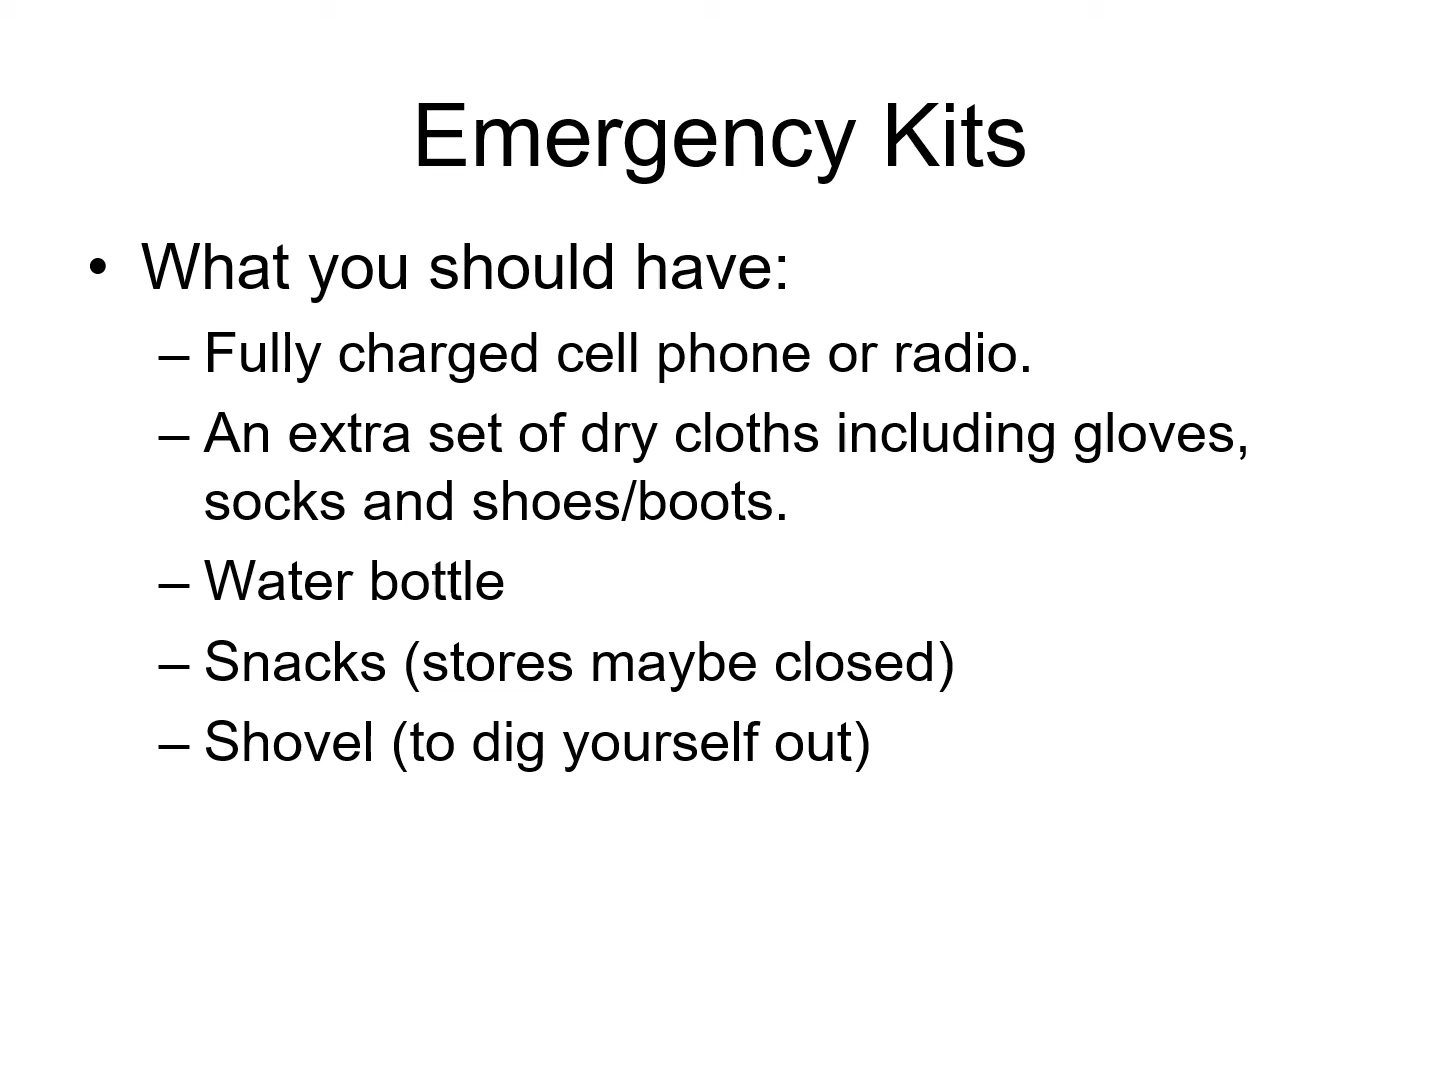 Emergency Kits
• What you should have:
– Fully charged cell phone or radio.
– An extra set of dry cloths including gloves,
socks and shoes/boots.
– Water bottle
– Snacks (stores maybe closed)
– Shovel (to dig yourself out)